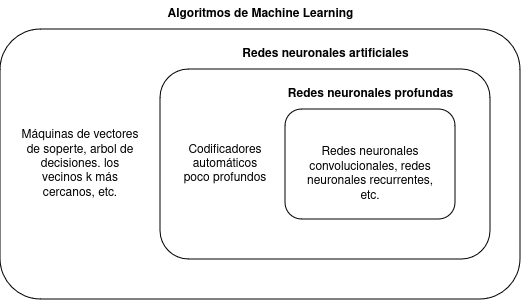 Algoritmos de Machine Learning
Redes neuronales artificiales
Redes neuronales profundas
Máquinas de vectores
de soperte, arbol de
decisiones. los
vecinos k más
cercanos, etc.
Codificadores
automáticos
poco profundos
Redes neuronales
convolucionales, redes
neuronales recurrentes,
etc.